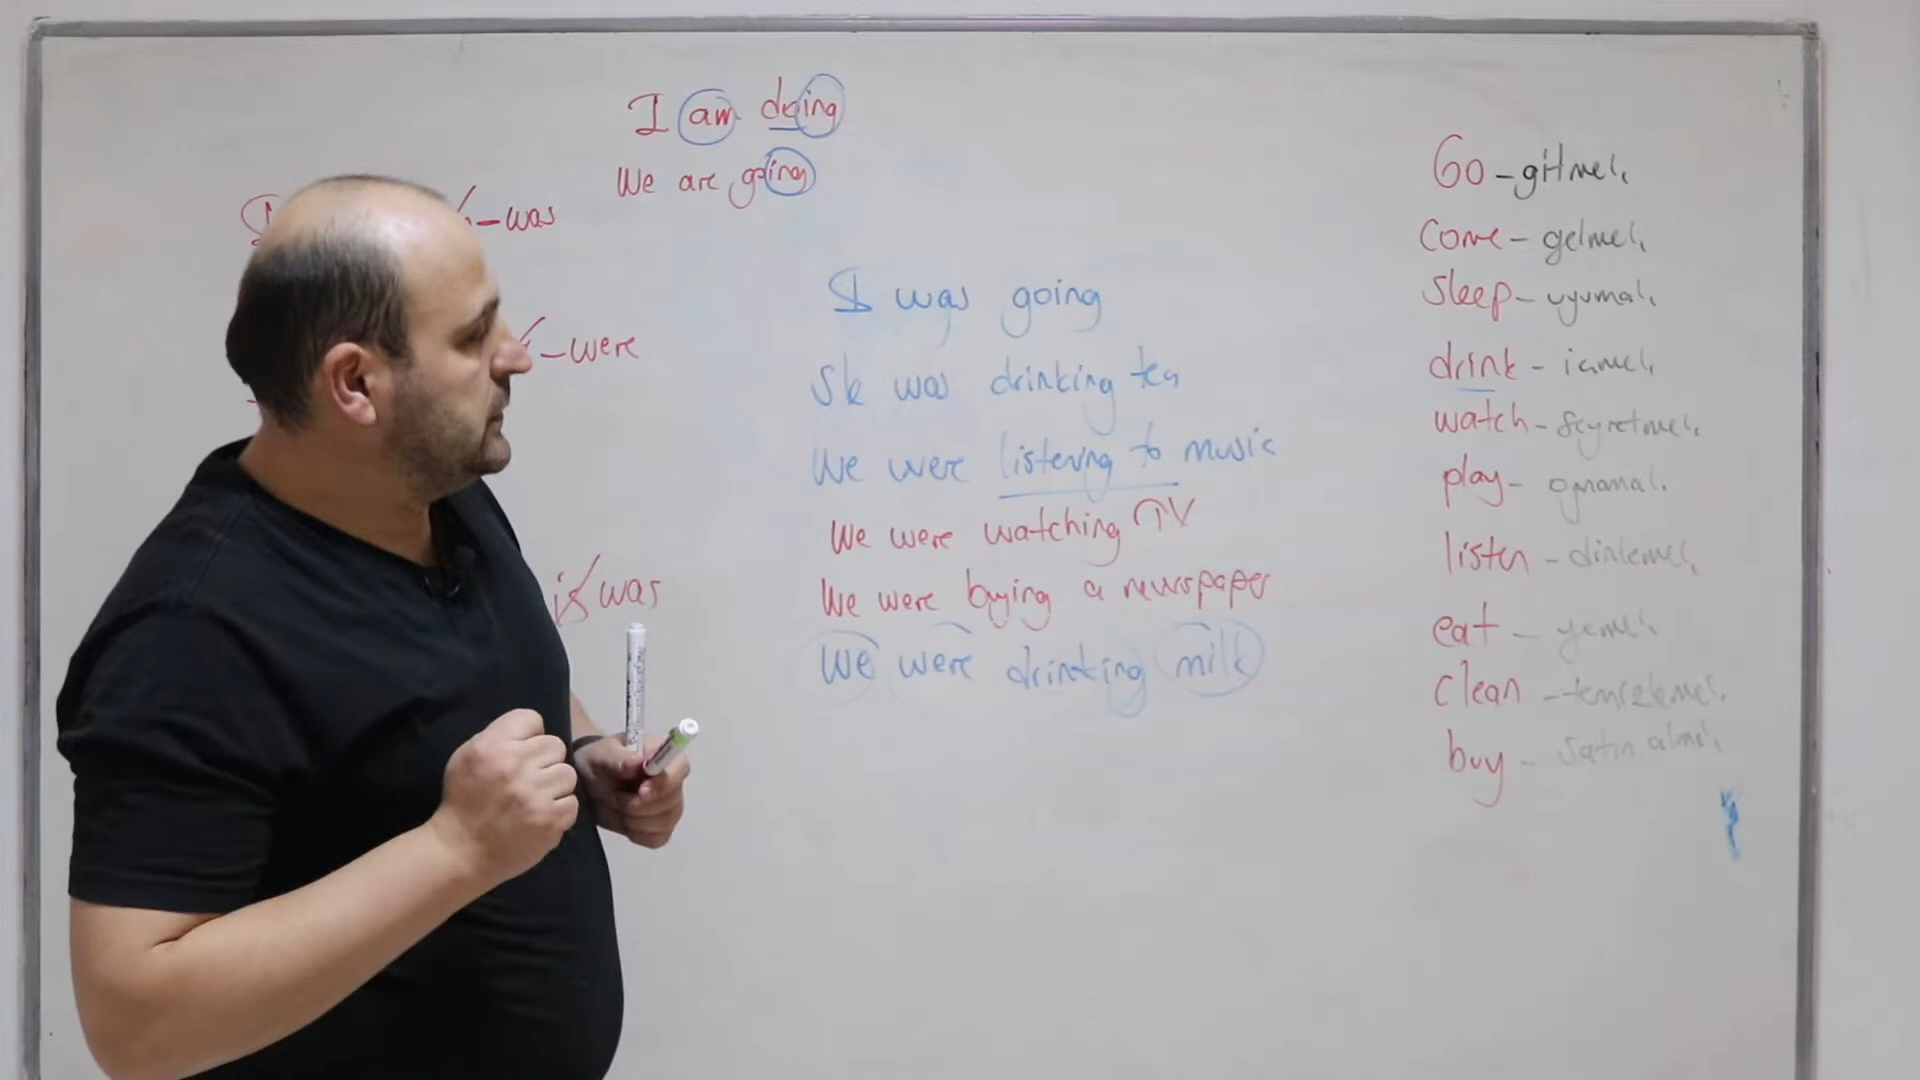 I am doing
We are going
I
-was
-were
is was
I was going
She was drinking tea
We were listening to music
We were watching TV
We were buying a newspaper
We were drinking milk
Go - gitmek
Come - gelmek
Sleep - uyumak
drink - içmek
watch - seyretmek
play - oynamak
listen - dinlemek
eat - yemek
Clean - temizlemek
buy - satın almak